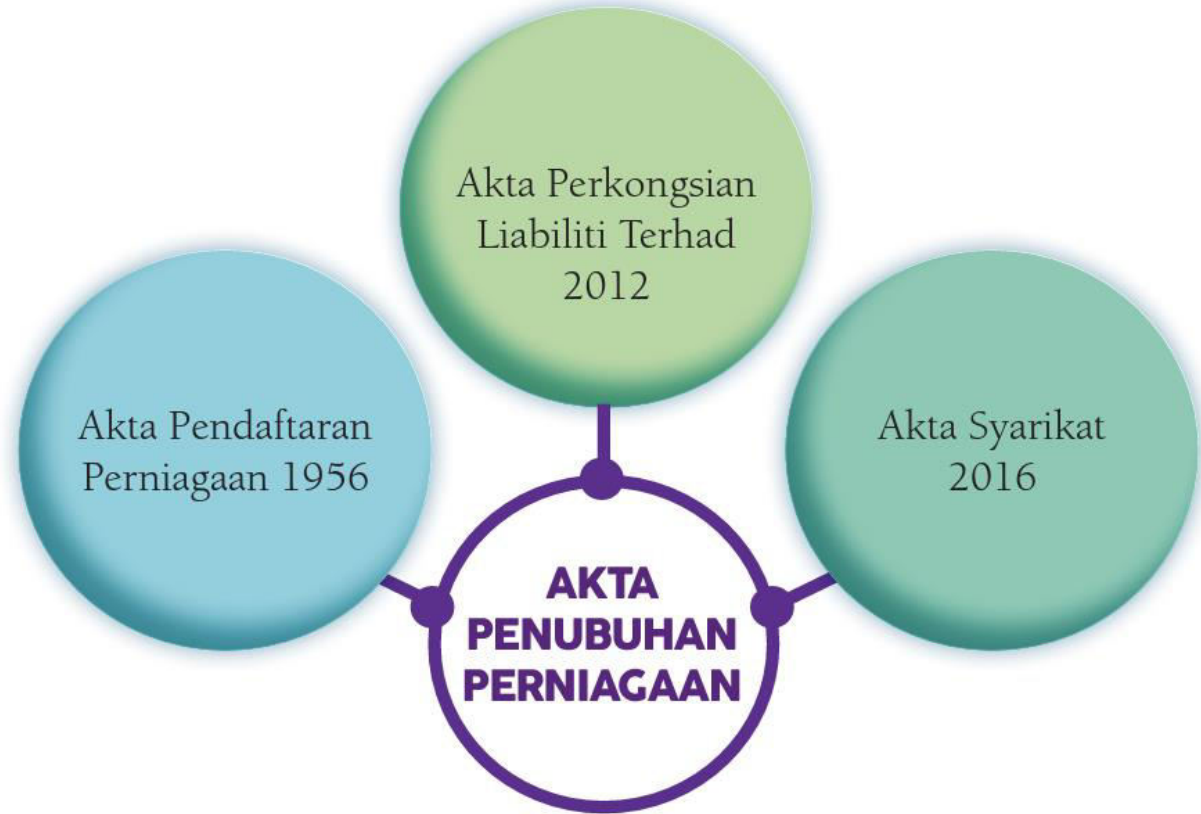 Akta Perkongsian
Liabiliti Terhad
2012
Akta Pendaftaran
Perniagaan 1956
Akta Syarikat
2016
AKTA
PENUBUHAN
PERNIAGAAN